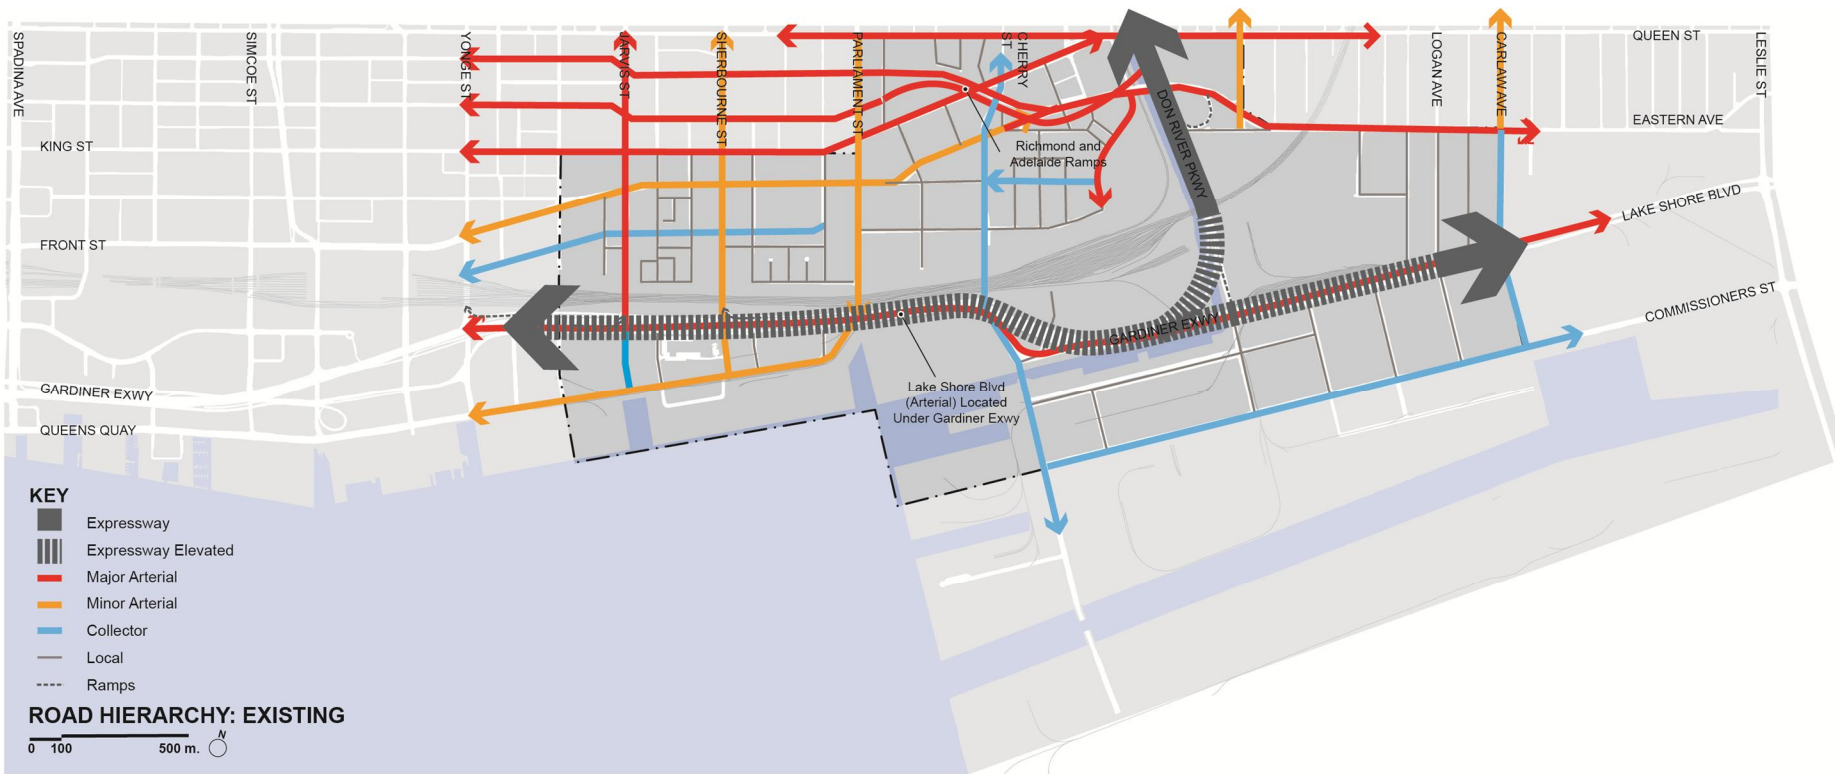 SPADINA AVE
SIMCOE ST
YONGE ST
JARVIS ST
SHERBOURNE ST
PARLIAMENT ST
CHERRY
ST
LOGAN AVE
CARLAW AVE
LESLIE ST
QUEEN ST
EASTERN AVE
KING ST
DON RIVER PKWY
Richmond and
Adelaide Ramps
LAKE SHORE BLVD
FRONT ST
COMMISSIONERS ST
GARDINER EXWY
GARDINER EXWY
Lake Shore Blvd
(Arterial) Located
Under Gardiner Exwy
QUEENS QUAY
KEY
Expressway
Expressway Elevated
Major Arterial
Minor Arterial
Collector
Local
Ramps
ROAD HIERARCHY: EXISTING
N
0 100 500 m.